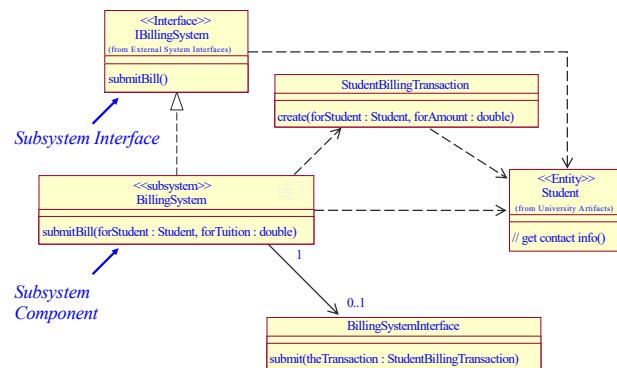 <<Interface>>
IBillingSystem
(from External System Interfaces)
submitBill()
Subsystem Interface
StudentBillingTransaction
create(forStudent : Student, forAmount : double)
<<subsystem>>
BillingSystem
submitBill(forStudent : Student, forTuition : double)
<<Entity>>
Student
(from University Artifacts)
// get contact info()
Subsystem
Component
1
0..1
BillingSystemInterface
submit(theTransaction : StudentBillingTransaction)